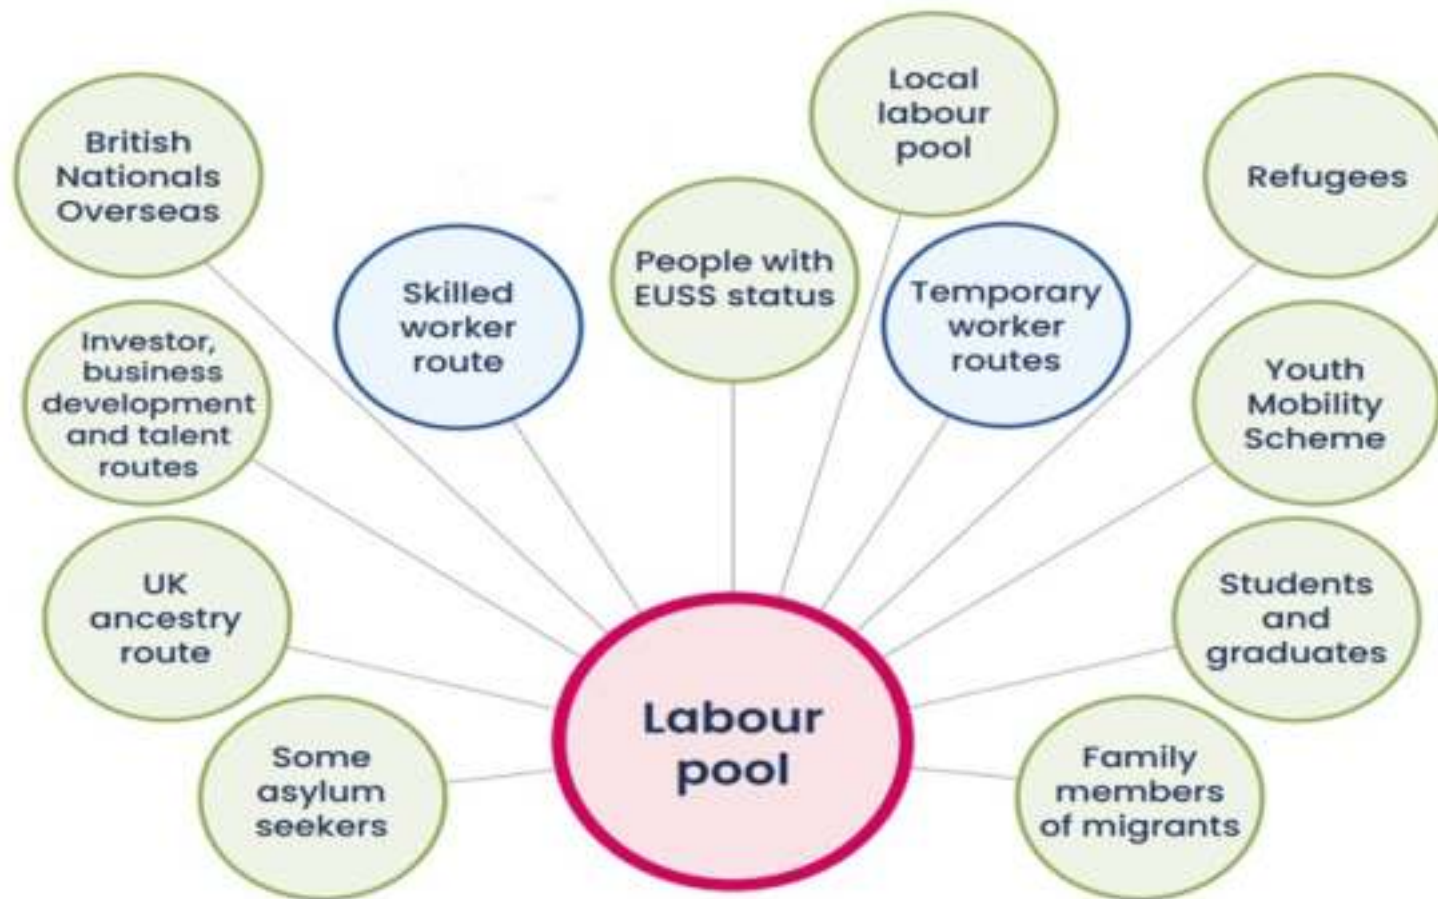 British
Nationals
Overseas
Investor,
business
development
and talent
routes
UK
ancestry
route
Some
asylum
seekers
Skilled
worker
route
People with
EUSS status
Local
labour
pool
Temporary
worker
routes
Refugees
Youth
Mobility
Scheme
Students
and
graduates
Family
members
of migrants
Labour
pool